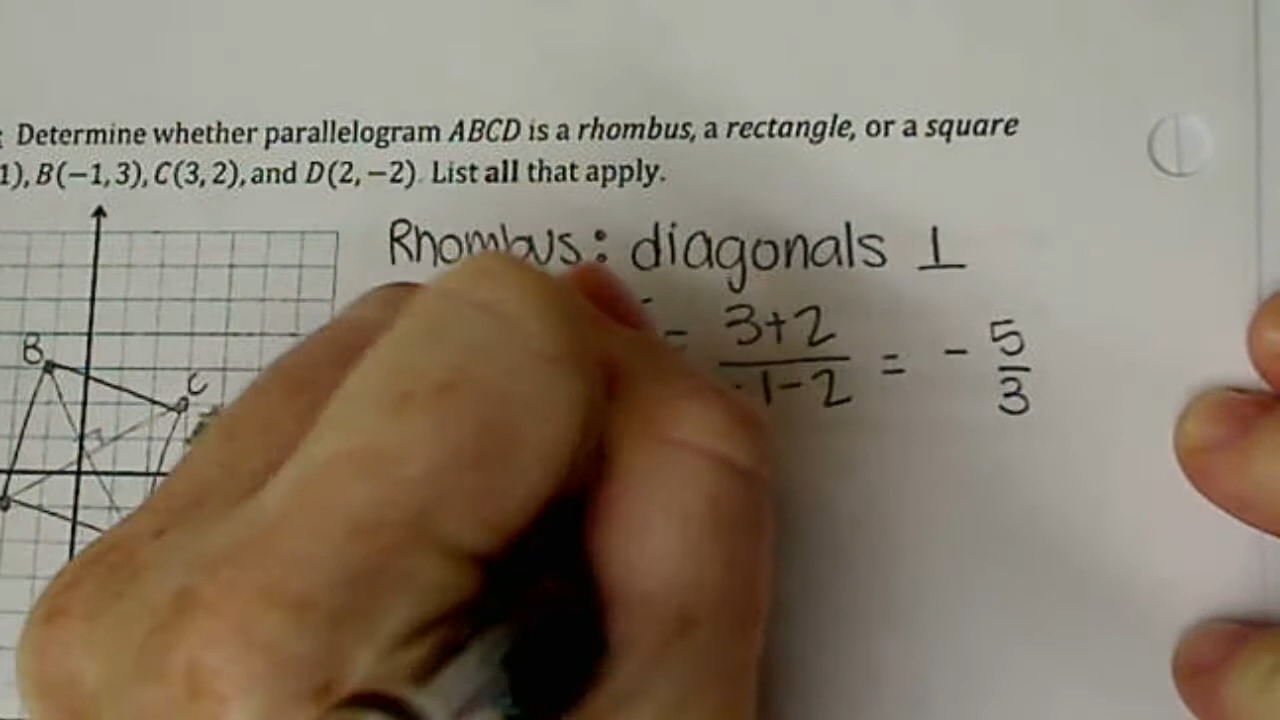 : Determine whether parallelogram ABCD is a rhombus, a rectangle, or a square
1), B(−1, 3), C(3, 2), and D(2, −2). List all that apply.
Rhombus: diagonals ⊥
= 3+2 / -1-2 = - 5/3
B
C